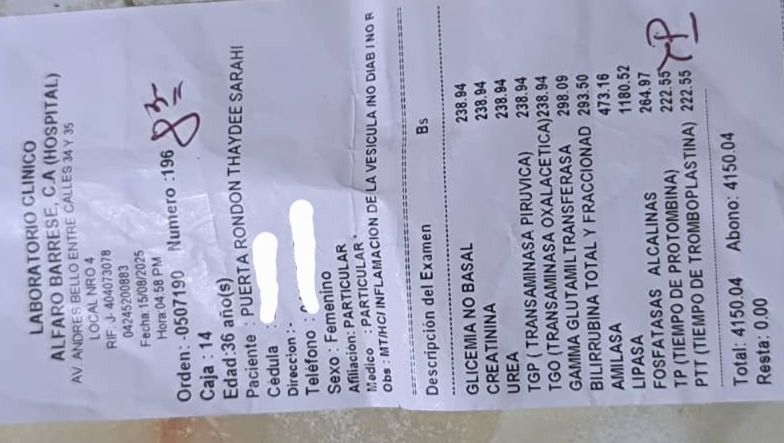 LABORATORIO CLINICO
ALFARO BARRESE, C.A (HOSPITAL)
AV. ANDRES BELLO ENTRE CALLES 34 Y 35
LOCAL NRO 4
RIF: J- 404073078
04245200883
Fecha:15/08/2025
Hora:04:58 PM
Orden: -0507190 Numero :196
Caja : 14
Edad:36 año(s)
Paciente : PUERTA RONDON THAYDEE SARAHI
Cédula :
Direccion :-
Teléfono :
Sexo : Femenino
Afiliación: PARTICULAR
Medico : PARTICULAR
Obs : MT/HC/ INFLAMACION DE LA VESICULA /NO DIAB I NO R
Descripción del Examen Bs
GLICEMIA NO BASAL 238.94
CREATININA 238.94
UREA 238.94
TGP ( TRANSAMINASA PIRUVICA) 238.94
TGO (TRANSAMINASA OXALACETICA)238.94
GAMMA GLUTAMIL TRANSFERASA 298.09
BILIRRUBINA TOTAL Y FRACCIONAD 293.50
AMILASA 473.16
LIPASA 1180.52
FOSFATASAS ALCALINAS 264.97
TP (TIEMPO DE PROTOMBINA) 222.55
PTT (TIEMPO DE TROMBOPLASTINA) 222.55
Total: 4150.04 Abono: 4150.04
Resta: 0.00